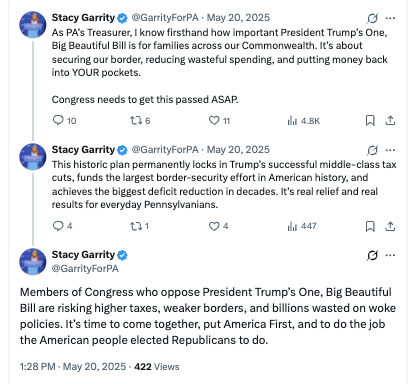 Stacy Garrity @GarrityForPA · May 20, 2025
As PA's Treasurer, I know firsthand how important President Trump's One,
Big Beautiful Bill is for families across our Commonwealth. It's about
securing our border, reducing wasteful spending, and putting money back
into YOUR pockets.
Congress needs to get this passed ASAP.
10 6 11 4.8K
Stacy Garrity @GarrityForPA · May 20, 2025
This historic plan permanently locks in Trump's successful middle-class tax
cuts, funds the largest border-security effort in American history, and
achieves the biggest deficit reduction in decades. It's real relief and real
results for everyday Pennsylvanians.
4 1 4 447
Stacy Garrity
@GarrityForPA
Members of Congress who oppose President Trump's One, Big Beautiful
Bill are risking higher taxes, weaker borders, and billions wasted on woke
policies. It's time to come together, put America First, and to do the job
the American people elected Republicans to do.
1:28 PM · May 20, 2025 · 422 Views